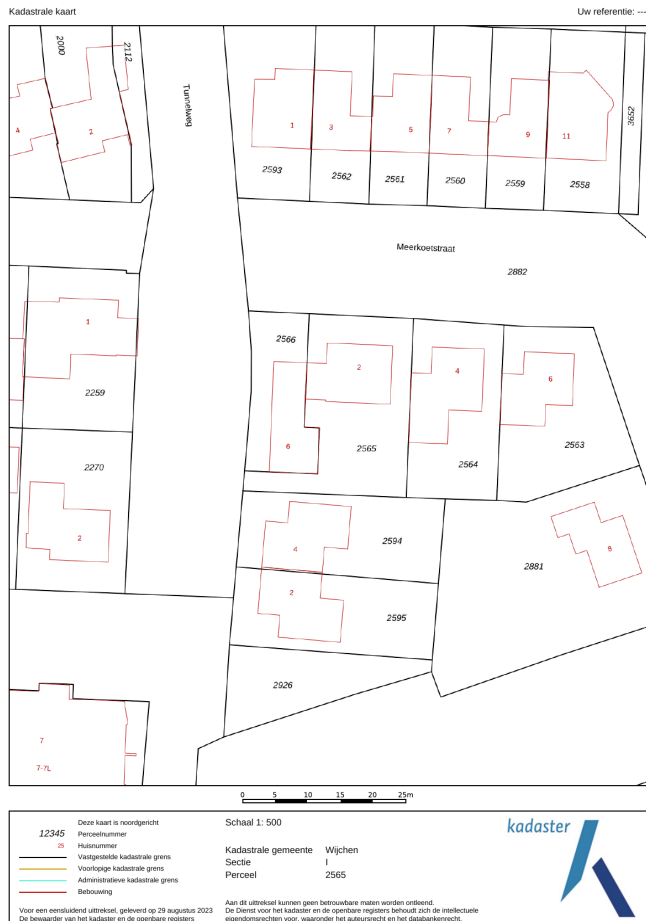 Kadastrale kaart
Uw referentie: ---
2000
2112
Tunnelweg
3652
4
2
1
3
5
7
9
11
2593
2562
2561
2560
2559
2558
Meerkoetstraat
2882
1
2566
2
4
6
2259
6
2565
2564
2563
2270
2
4
2594
8
2881
2
2595
2926
7
7-7L
0 5 10 15 20 25m
Deze kaart is noordgericht
12345 Perceelnummer
25 Huisnummer
Vastgestelde kadastrale grens
Voorlopige kadastrale grens
Administratieve kadastrale grens
Bebouwing
Voor een eensluidend uittreksel, geleverd op 29 augustus 2023
De bewaarder van het kadaster en de openbare registers
Schaal 1: 500
Kadastrale gemeente Wijchen
Sectie I
Perceel 2565
Aan dit uittreksel kunnen geen betrouwbare maten worden ontleend.
De Dienst voor het kadaster en de openbare registers behoudt zich de intellectuele
eigendomsrechten voor, waaronder het auteursrecht en het databankenrecht.
kadaster